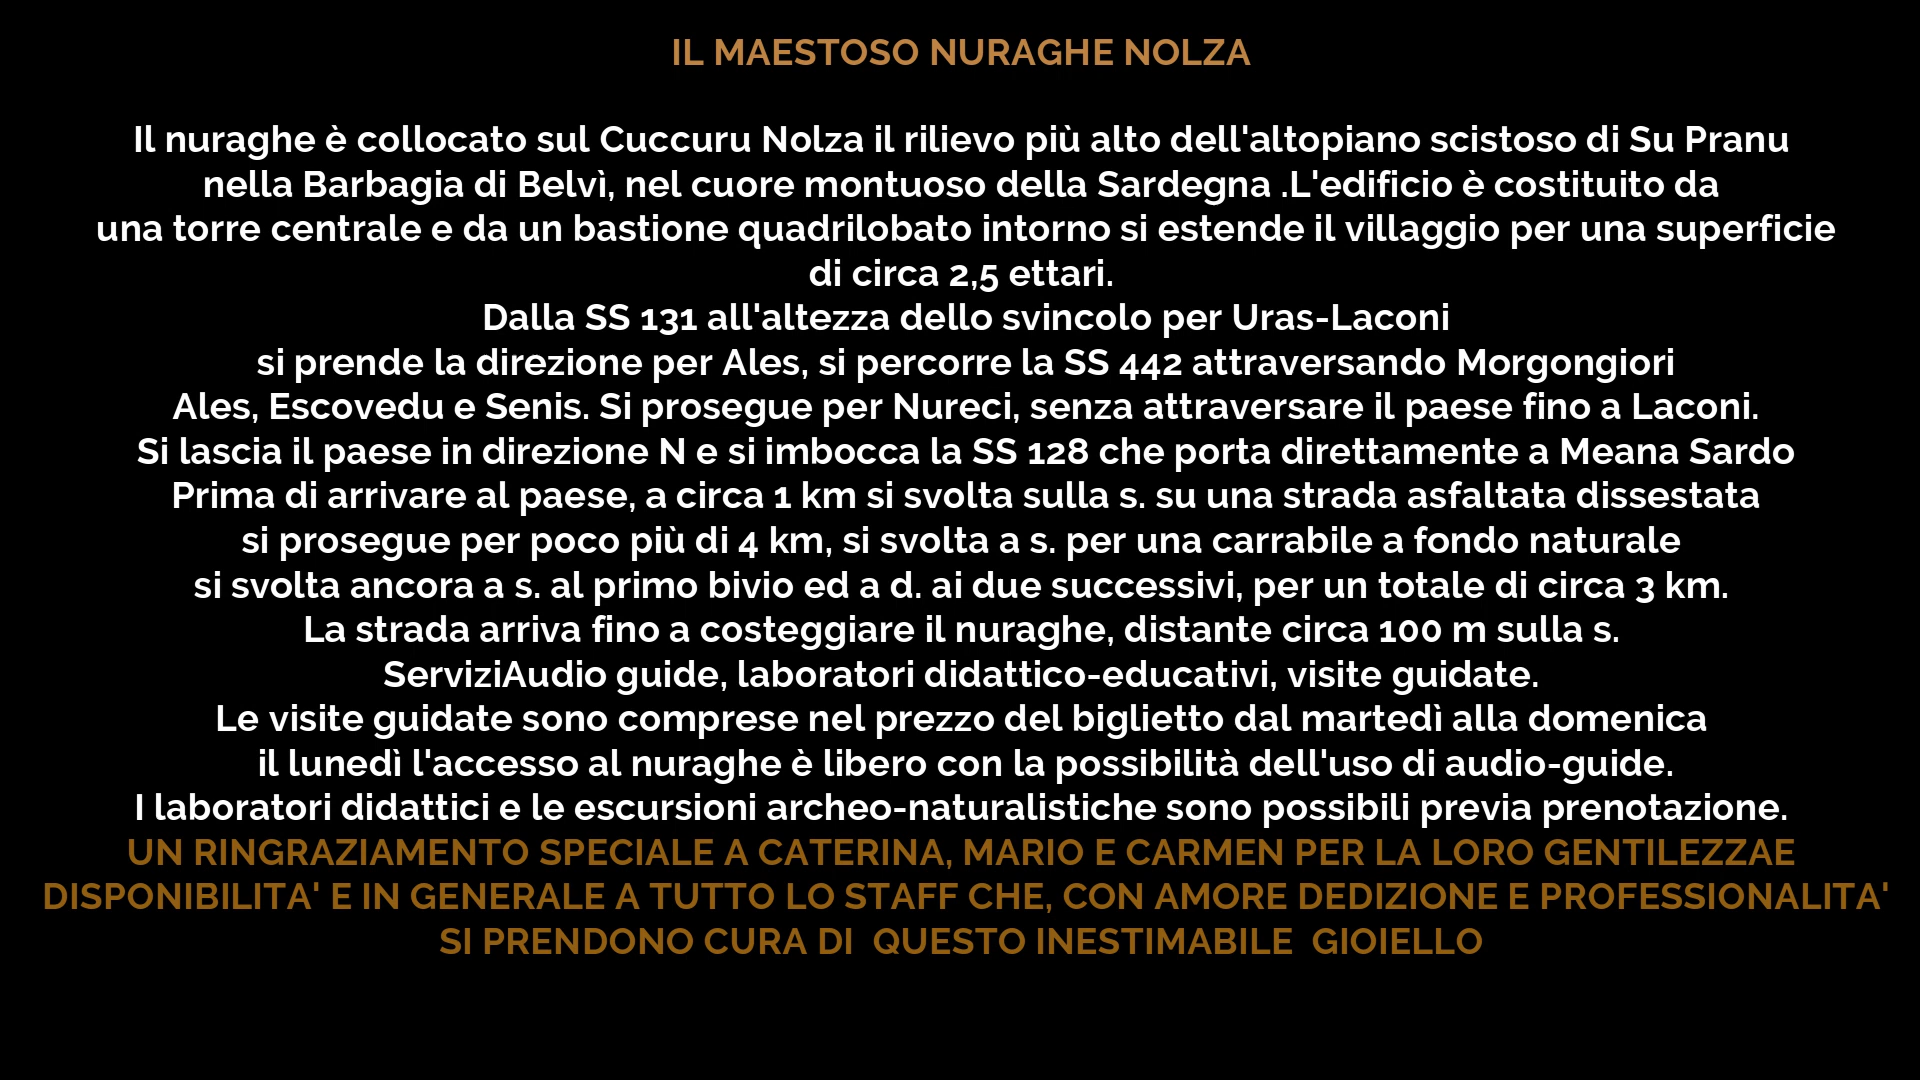 IL MAESTOSO NURAGHE NOLZA
Il nuraghe è collocato sul Cuccuru Nolza il rilievo più alto dell'altopiano scistoso di Su Pranu
nella Barbagia di Belvì, nel cuore montuoso della Sardegna .L'edificio è costituito da
una torre centrale e da un bastione quadrilobato intorno si estende il villaggio per una superficie
di circa 2,5 ettari.
Dalla SS 131 all'altezza dello svincolo per Uras-Laconi
si prende la direzione per Ales, si percorre la SS 442 attraversando Morgongiori
Ales, Escovedu e Senis. Si prosegue per Nureci, senza attraversare il paese fino a Laconi.
Si lascia il paese in direzione N e si imbocca la SS 128 che porta direttamente a Meana Sardo
Prima di arrivare al paese, a circa 1 km si svolta sulla s. su una strada asfaltata dissestata
si prosegue per poco più di 4 km, si svolta a s. per una carrabile a fondo naturale
si svolta ancora a s. al primo bivio ed a d. ai due successivi, per un totale di circa 3 km.
La strada arriva fino a costeggiare il nuraghe, distante circa 100 m sulla s.
ServiziAudio guide, laboratori didattico-educativi, visite guidate.
Le visite guidate sono comprese nel prezzo del biglietto dal martedì alla domenica
il lunedì l'accesso al nuraghe è libero con la possibilità dell'uso di audio-guide.
I laboratori didattici e le escursioni archeo-naturalistiche sono possibili previa prenotazione.
UN RINGRAZIAMENTO SPECIALE A CATERINA, MARIO E CARMEN PER LA LORO GENTILEZZAE
DISPONIBILITA' E IN GENERALE A TUTTO LO STAFF CHE, CON AMORE DEDIZIONE E PROFESSIONALITA'
SI PRENDONO CURA DI  QUESTO INESTIMABILE  GIOIELLO